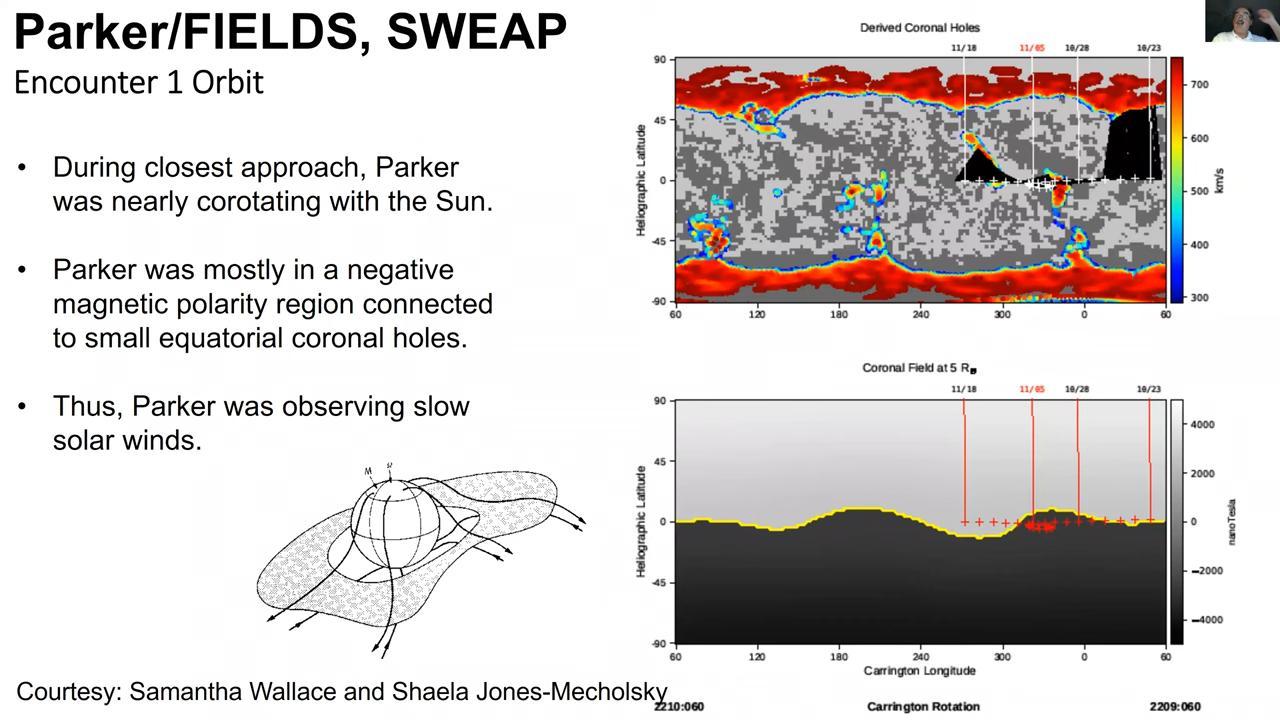 Parker/FIELDS, SWEAP
Encounter 1 Orbit
• During closest approach, Parker
was nearly corotating with the Sun.
• Parker was mostly in a negative
magnetic polarity region connected
to small equatorial coronal holes.
• Thus, Parker was observing slow
solar winds.
M
Courtesy: Samantha Wallace and Shaela Jones-Mecholsky
Derived Coronal Holes
11/18 11/05 10/28 10/23
90
45
0
-45
-90
Heliographic Latitude
60 120 180 240 300 0 60
700
600
500
400
300
km/s
Coronal Field at 5 R
11/18 11/05 10/28 10/23
90
45
0
-45
-90
Heliographic Latitude
60 120 180 240 300 0 60
Carrington Longitude
4000
2000
0
−2000
−4000
nanoTesla
2210:060 Carrington Rotation 2209:060